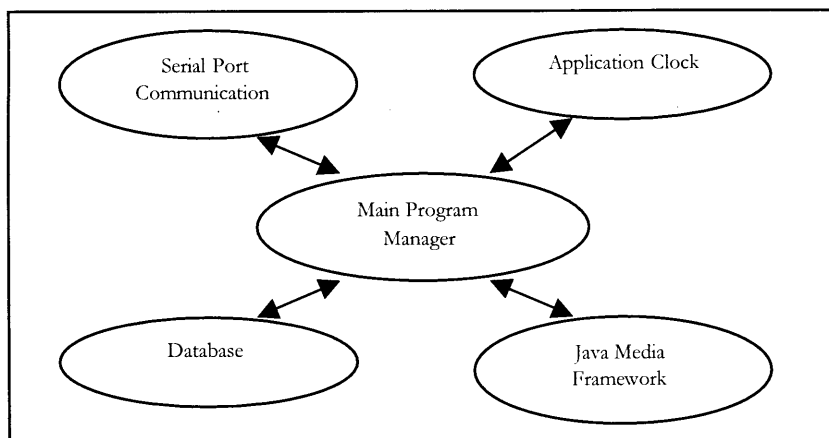 Serial Port
Communication
Application Clock
Main Program
Manager
Database
Java Media
Framework